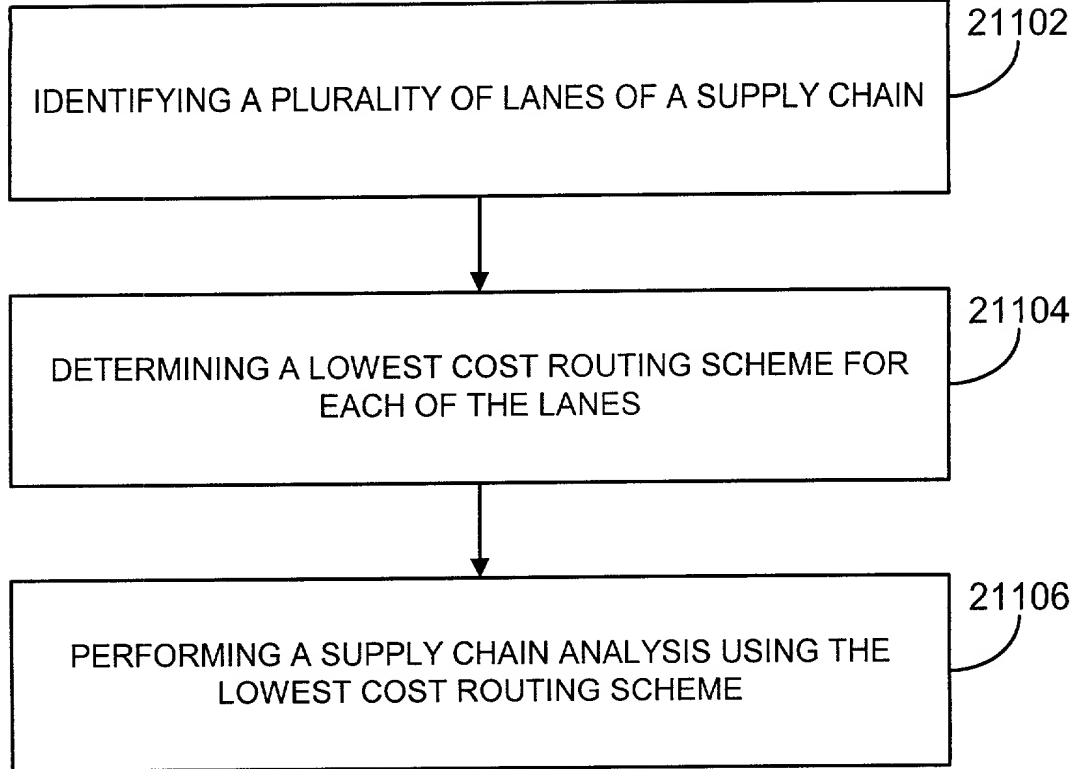 21102
IDENTIFYING A PLURALITY OF LANES OF A SUPPLY CHAIN
21104
DETERMINING A LOWEST COST ROUTING SCHEME FOR
EACH OF THE LANES
21106
PERFORMING A SUPPLY CHAIN ANALYSIS USING THE
LOWEST COST ROUTING SCHEME